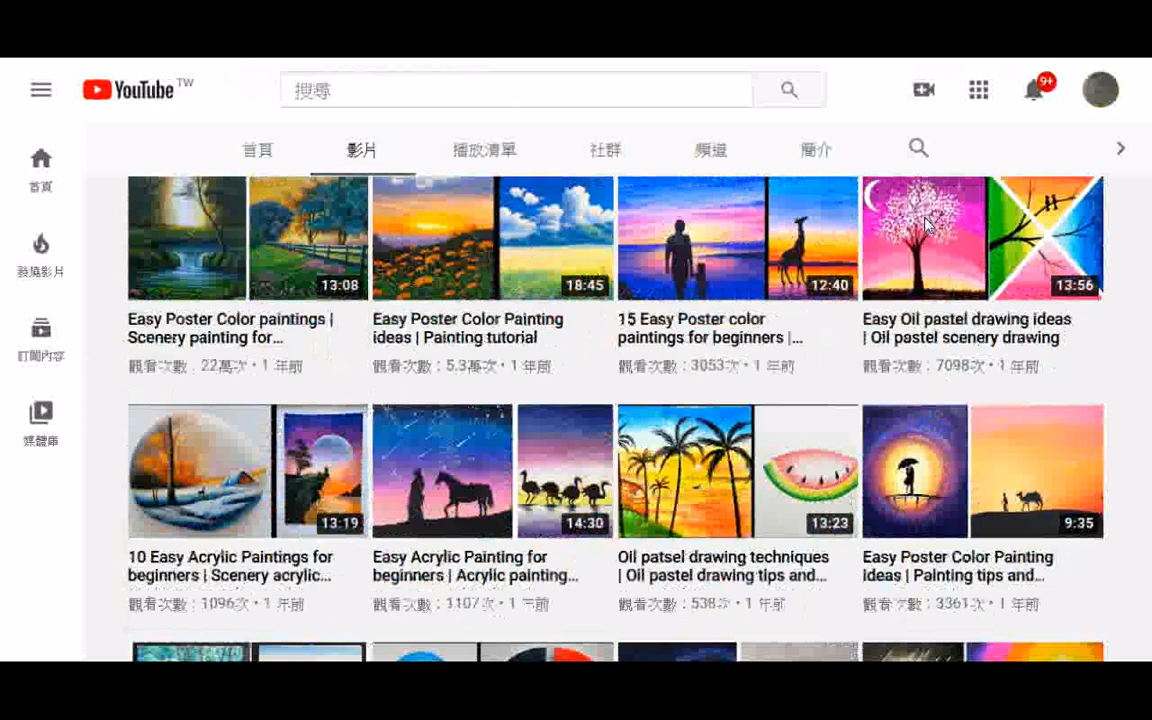 YouTube TW
搜尋
9+
首頁
影片
播放清單
社群
頻道
簡介
首頁
發燒影片
訂閱內容
媒體庫
13:08
18:45
12:40
13:56
Easy Poster Color paintings |
Scenery painting for...
觀看次數：22萬次 • 1 年前
Easy Poster Color Painting
ideas | Painting tutorial
觀看次數：5.3萬次 • 1 年前
15 Easy Poster color
paintings for beginners |...
觀看次數：3053次 • 1 年前
Easy Oil pastel drawing ideas
| Oil pastel scenery drawing
觀看次數：7098次 • 1 年前
13:19
14:30
13:23
9:35
10 Easy Acrylic Paintings for
beginners | Scenery acrylic...
觀看次數：1096次 • 1 年前
Easy Acrylic Painting for
beginners | Acrylic painting...
觀看次數：1107次 • 1 年前
Oil patsel drawing techniques
| Oil pastel drawing tips and...
觀看次數：538次 • 1 年前
Easy Poster Color Painting
ideas | Painting tips and...
觀看次數：3361次 • 1 年前